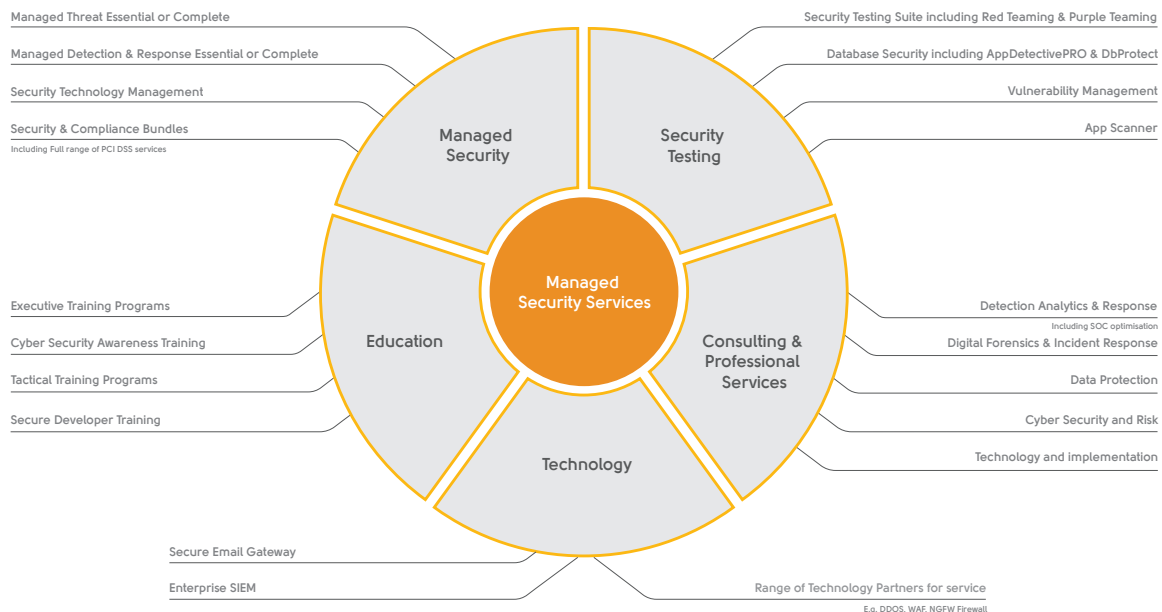 Managed Threat Essential or Complete
Managed Detection & Response Essential or Complete
Security Technology Management
Security & Compliance Bundles
Including Full range of PCI DSS services
Security Testing Suite including Red Teaming & Purple Teaming
Database Security including AppDetectivePRO & DbProtect
Vulnerability Management
App Scanner
Managed
Security
Security
Testing
Managed
Security Services
Education
Consulting &
Professional
Services
Technology
Executive Training Programs
Cyber Security Awareness Training
Tactical Training Programs
Secure Developer Training
Detection Analytics & Response
Including SOC optimisation
Digital Forensics & Incident Response
Data Protection
Cyber Security and Risk
Technology and implementation
Secure Email Gateway
Enterprise SIEM
Range of Technology Partners for service
E.g. DDOS, WAF, NGFW Firewall